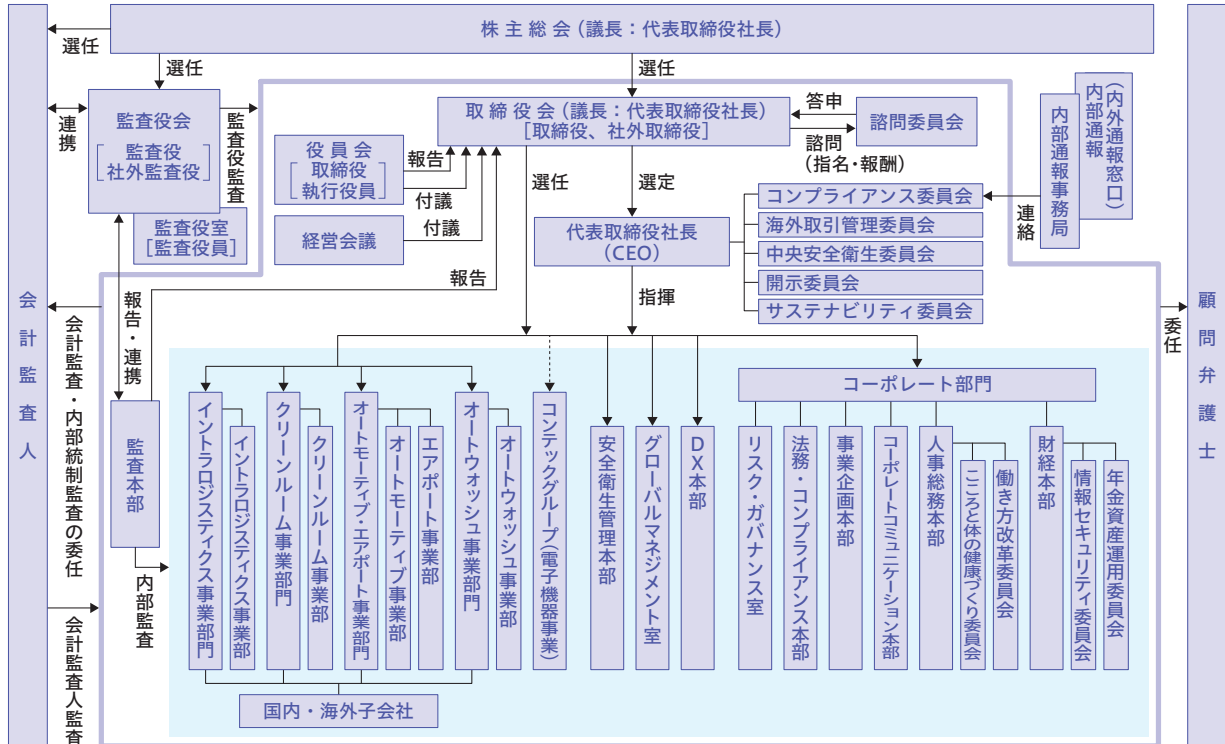 株主総会（議長：代表取締役社長）
選任
選任
選任
会計監査人
顧問弁護士
連携
監査役会
監査役
社外監査役
監査役監査
監査役室
［監査役員］
取締役会（議長：代表取締役社長）
［取締役、社外取締役］
答申
諮問
（指名・報酬）
諮問委員会
内部通報
（内外通報窓口）
内部通報事務局
連絡
役員会
取締役
執行役員
報告
付議
経営会議
付議
報告
選任
選定
代表取締役社長
（CEO）
指揮
コンプライアンス委員会
海外取引管理委員会
中央安全衛生委員会
開示委員会
サステナビリティ委員会
委任
報告・連携
会計監査・内部統制監査の委任
会計監査人監査
監査本部
内部監査
イントラロジスティクス事業部門
イントラロジスティクス事業部
クリーンルーム事業部門
クリーンルーム事業部
オートモーティブ・エアポート事業部門
オートモーティブ事業部
エアポート事業部
オートウォッシュ事業部門
オートウォッシュ事業部
コンテックグループ（電子機器事業）
安全衛生管理本部
グローバルマネジメント室
DX本部
コーポレート部門
リスク・ガバナンス室
法務・コンプライアンス本部
事業企画本部
コーポレートコミュニケーション本部
人事総務本部
こころと体の健康づくり委員会
働き方改革委員会
財経本部
情報セキュリティ委員会
年金資産運用委員会
国内・海外子会社